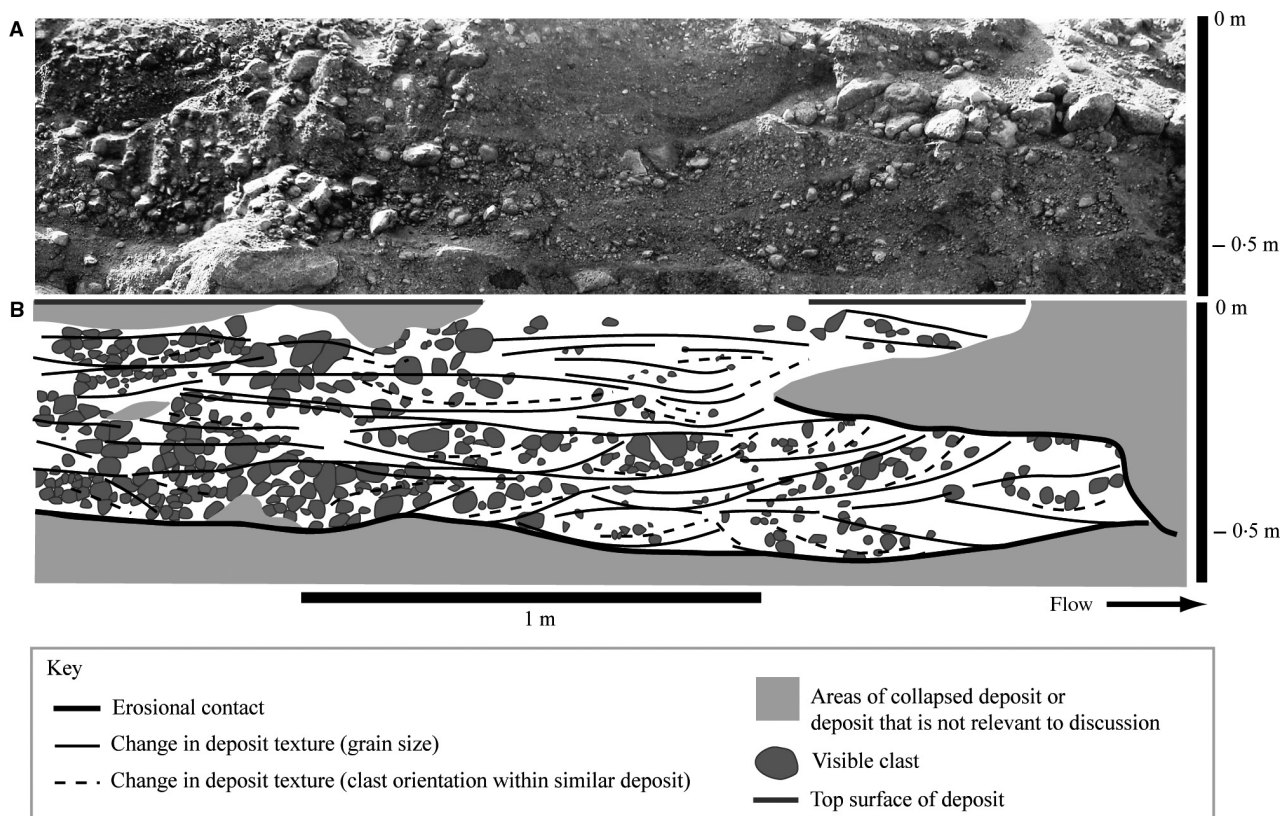 A
0 m
– 0·5 m
B
0 m
– 0·5 m
1 m
Flow
Key
Erosional contact
Change in deposit texture (grain size)
Change in deposit texture (clast orientation within similar deposit)
Areas of collapsed deposit or
deposit that is not relevant to discussion
Visible clast
Top surface of deposit